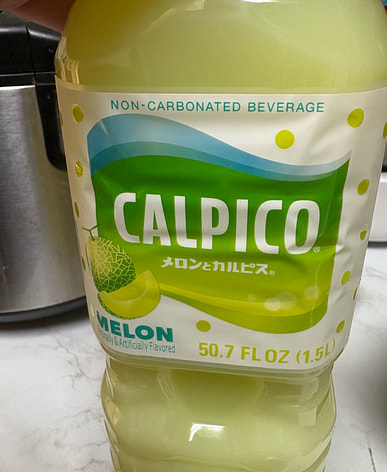 NON-CARBONATED BEVERAGE
CALPICO®
メロンとカルピス®
MELON
& Artificially Flavored
50.7 FL OZ (1.5L)